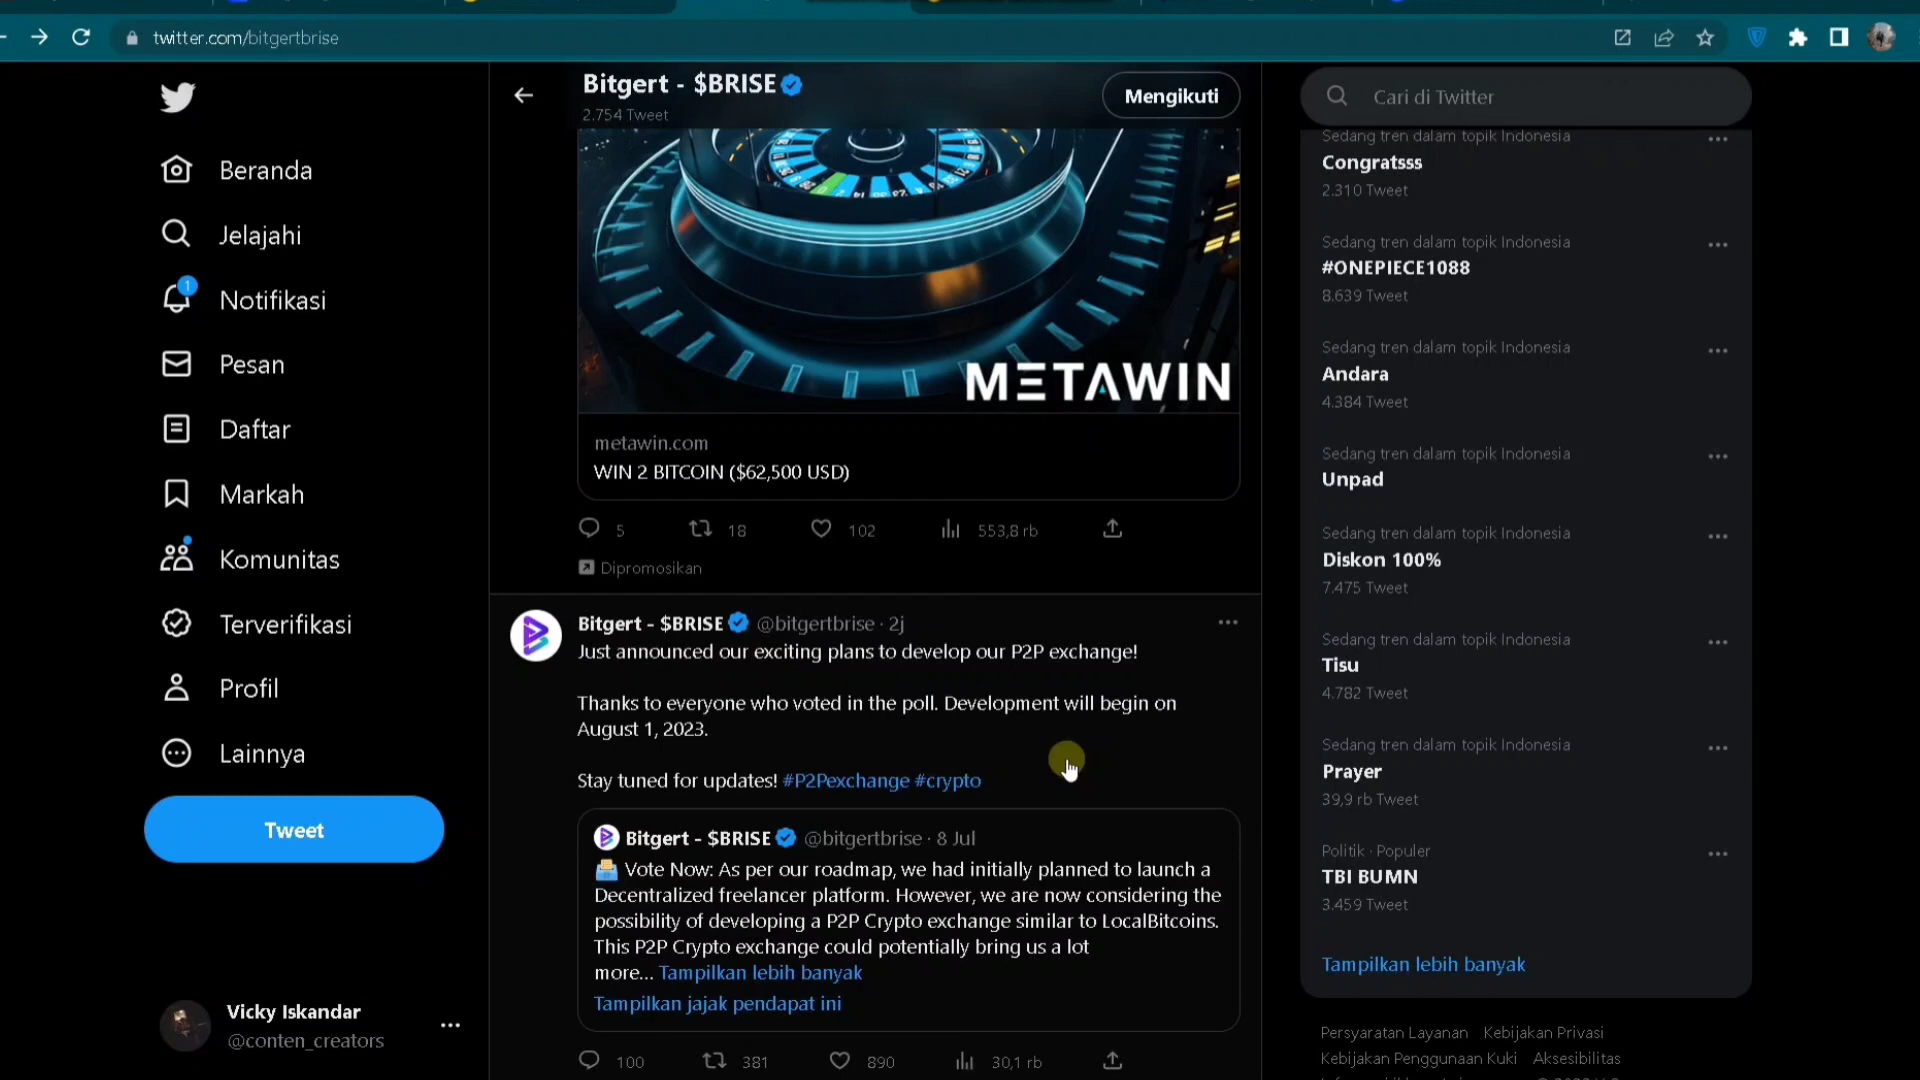 twitter.com/bitgertbrise
Beranda
Jelajahi
1
Notifikasi
Pesan
Daftar
Markah
Komunitas
Terverifikasi
Profil
Lainnya
Tweet
Vicky Iskandar
@conten_creators
Bitgert - $BRISE
2.754 Tweet
Mengikuti
METAWIN
metawin.com
WIN 2 BITCOIN ($62,500 USD)
5 18 102 553,8 rb
Dipromosikan
Bitgert - $BRISE @bitgertbrise · 2j
Just announced our exciting plans to develop our P2P exchange!
Thanks to everyone who voted in the poll. Development will begin on
August 1, 2023.
Stay tuned for updates! #P2Pexchange #crypto
Bitgert - $BRISE @bitgertbrise · 8 Jul
Vote Now: As per our roadmap, we had initially planned to launch a
Decentralized freelancer platform. However, we are now considering the
possibility of developing a P2P Crypto exchange similar to LocalBitcoins.
This P2P Crypto exchange could potentially bring us a lot
more... Tampilkan lebih banyak
Tampilkan jajak pendapat ini
100 381 890 30,1 rb
Cari di Twitter
Sedang tren dalam topik Indonesia
Congratsss
2.310 Tweet
Sedang tren dalam topik Indonesia
#ONEPIECE1088
8.639 Tweet
Sedang tren dalam topik Indonesia
Andara
4.384 Tweet
Sedang tren dalam topik Indonesia
Unpad
Sedang tren dalam topik Indonesia
Diskon 100%
7.475 Tweet
Sedang tren dalam topik Indonesia
Tisu
4.782 Tweet
Sedang tren dalam topik Indonesia
Prayer
39,9 rb Tweet
Politik · Populer
TBI BUMN
3.459 Tweet
Tampilkan lebih banyak
Persyaratan Layanan Kebijakan Privasi
Kebijakan Penggunaan Kuki Aksesibilitas